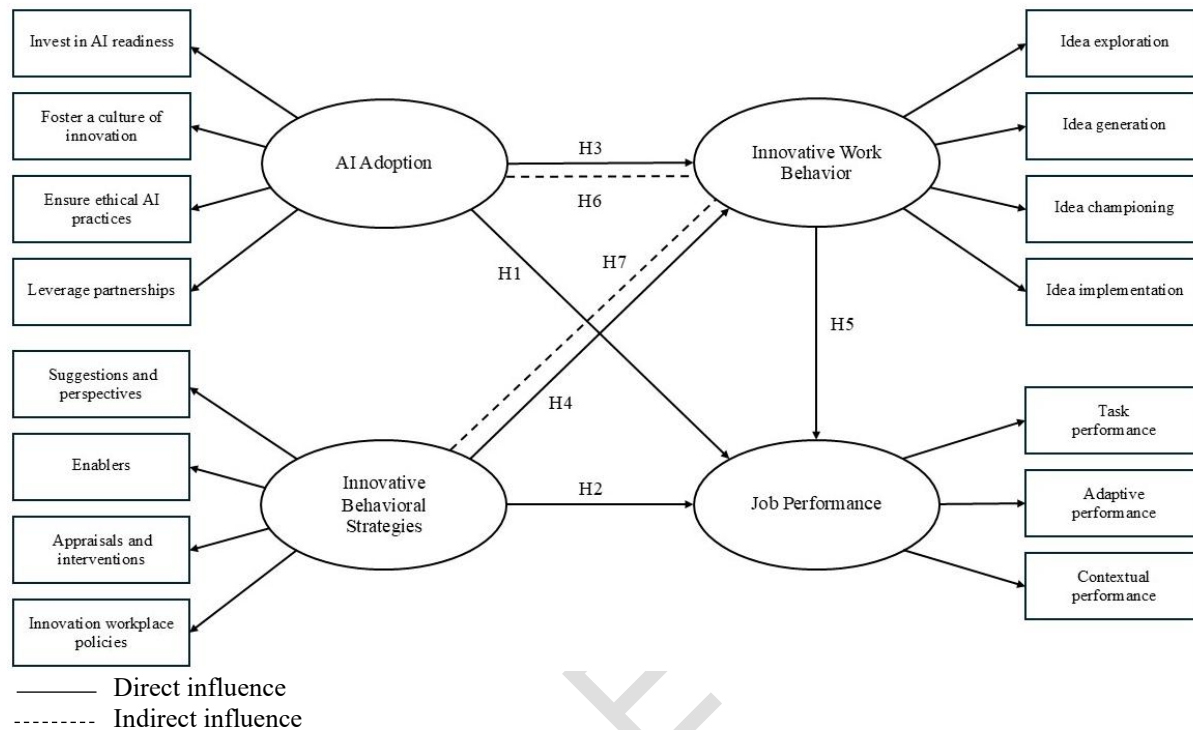 Invest in AI readiness
Foster a culture of
innovation
Ensure ethical AI
practices
Leverage partnerships
Suggestions and
perspectives
Enablers
Appraisals and
interventions
Innovation workplace
policies
AI Adoption
Innovative
Behavioral
Strategies
H3
H6
H1
H7
H4
H2
H5
Innovative Work
Behavior
Job Performance
Idea exploration
Idea generation
Idea championing
Idea implementation
Task
performance
Adaptive
performance
Contextual
performance
Direct influence
Indirect influence